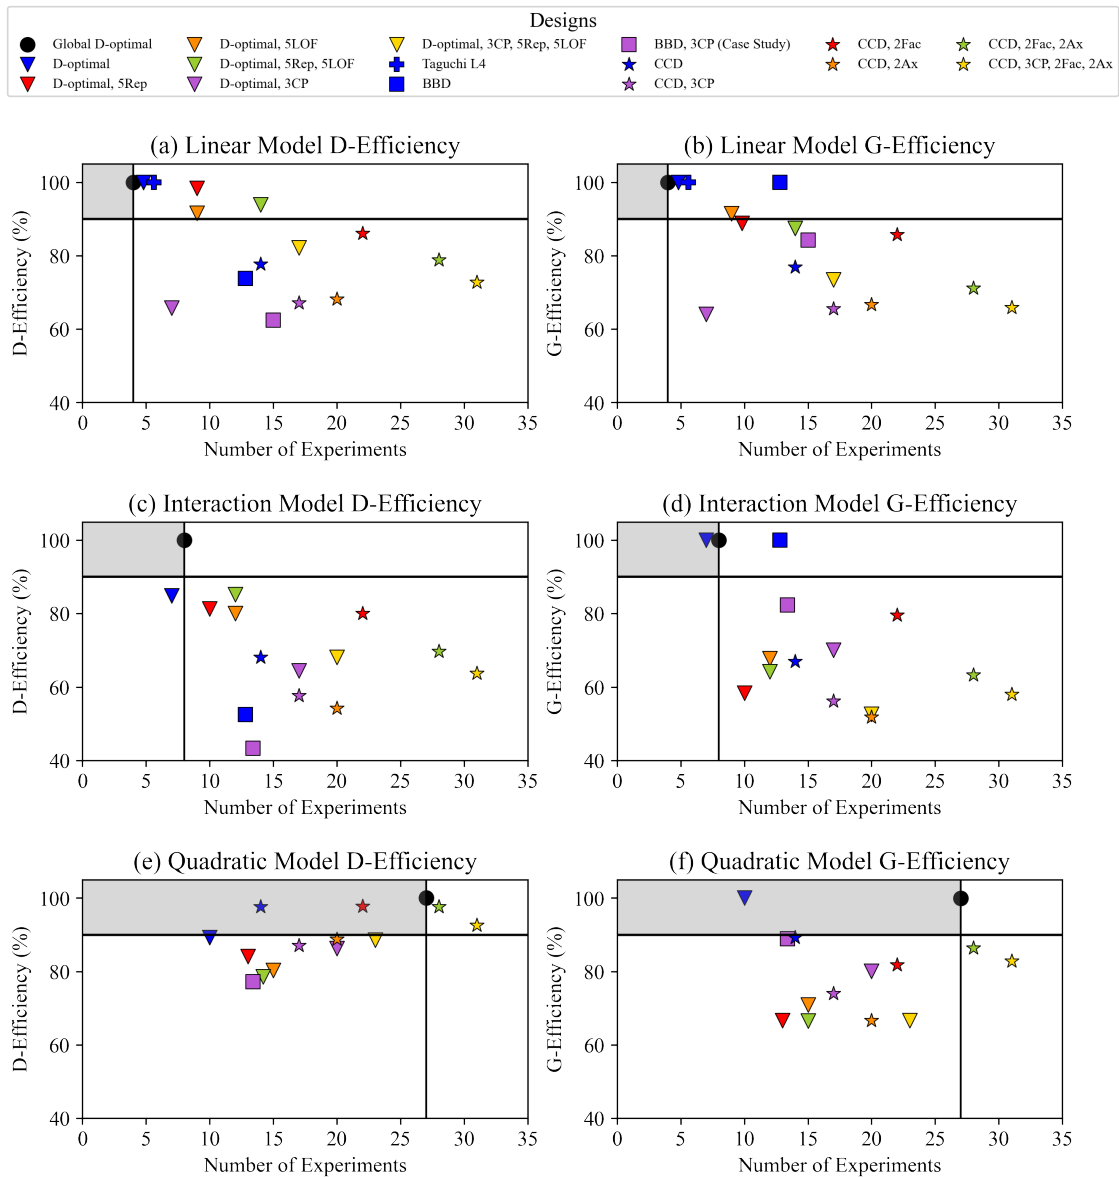 Designs
Global D-optimal
D-optimal
D-optimal, 5Rep
D-optimal, 5LOF
D-optimal, 5Rep, 5LOF
D-optimal, 3CP
D-optimal, 3CP, 5Rep, 5LOF
Taguchi L4
BBD
BBD, 3CP (Case Study)
CCD
CCD, 3CP
CCD, 2Fac
CCD, 2Ax
CCD, 2Fac, 2Ax
CCD, 3CP, 2Fac, 2Ax
(a) Linear Model D-Efficiency
D-Efficiency (%)
100
80
60
40
0 5 10 15 20 25 30 35
Number of Experiments
(b) Linear Model G-Efficiency
G-Efficiency (%)
100
80
60
40
0 5 10 15 20 25 30 35
Number of Experiments
(c) Interaction Model D-Efficiency
D-Efficiency (%)
100
80
60
40
0 5 10 15 20 25 30 35
Number of Experiments
(d) Interaction Model G-Efficiency
G-Efficiency (%)
100
80
60
40
0 5 10 15 20 25 30 35
Number of Experiments
(e) Quadratic Model D-Efficiency
D-Efficiency (%)
100
80
60
40
0 5 10 15 20 25 30 35
Number of Experiments
(f) Quadratic Model G-Efficiency
G-Efficiency (%)
100
80
60
40
0 5 10 15 20 25 30 35
Number of Experiments